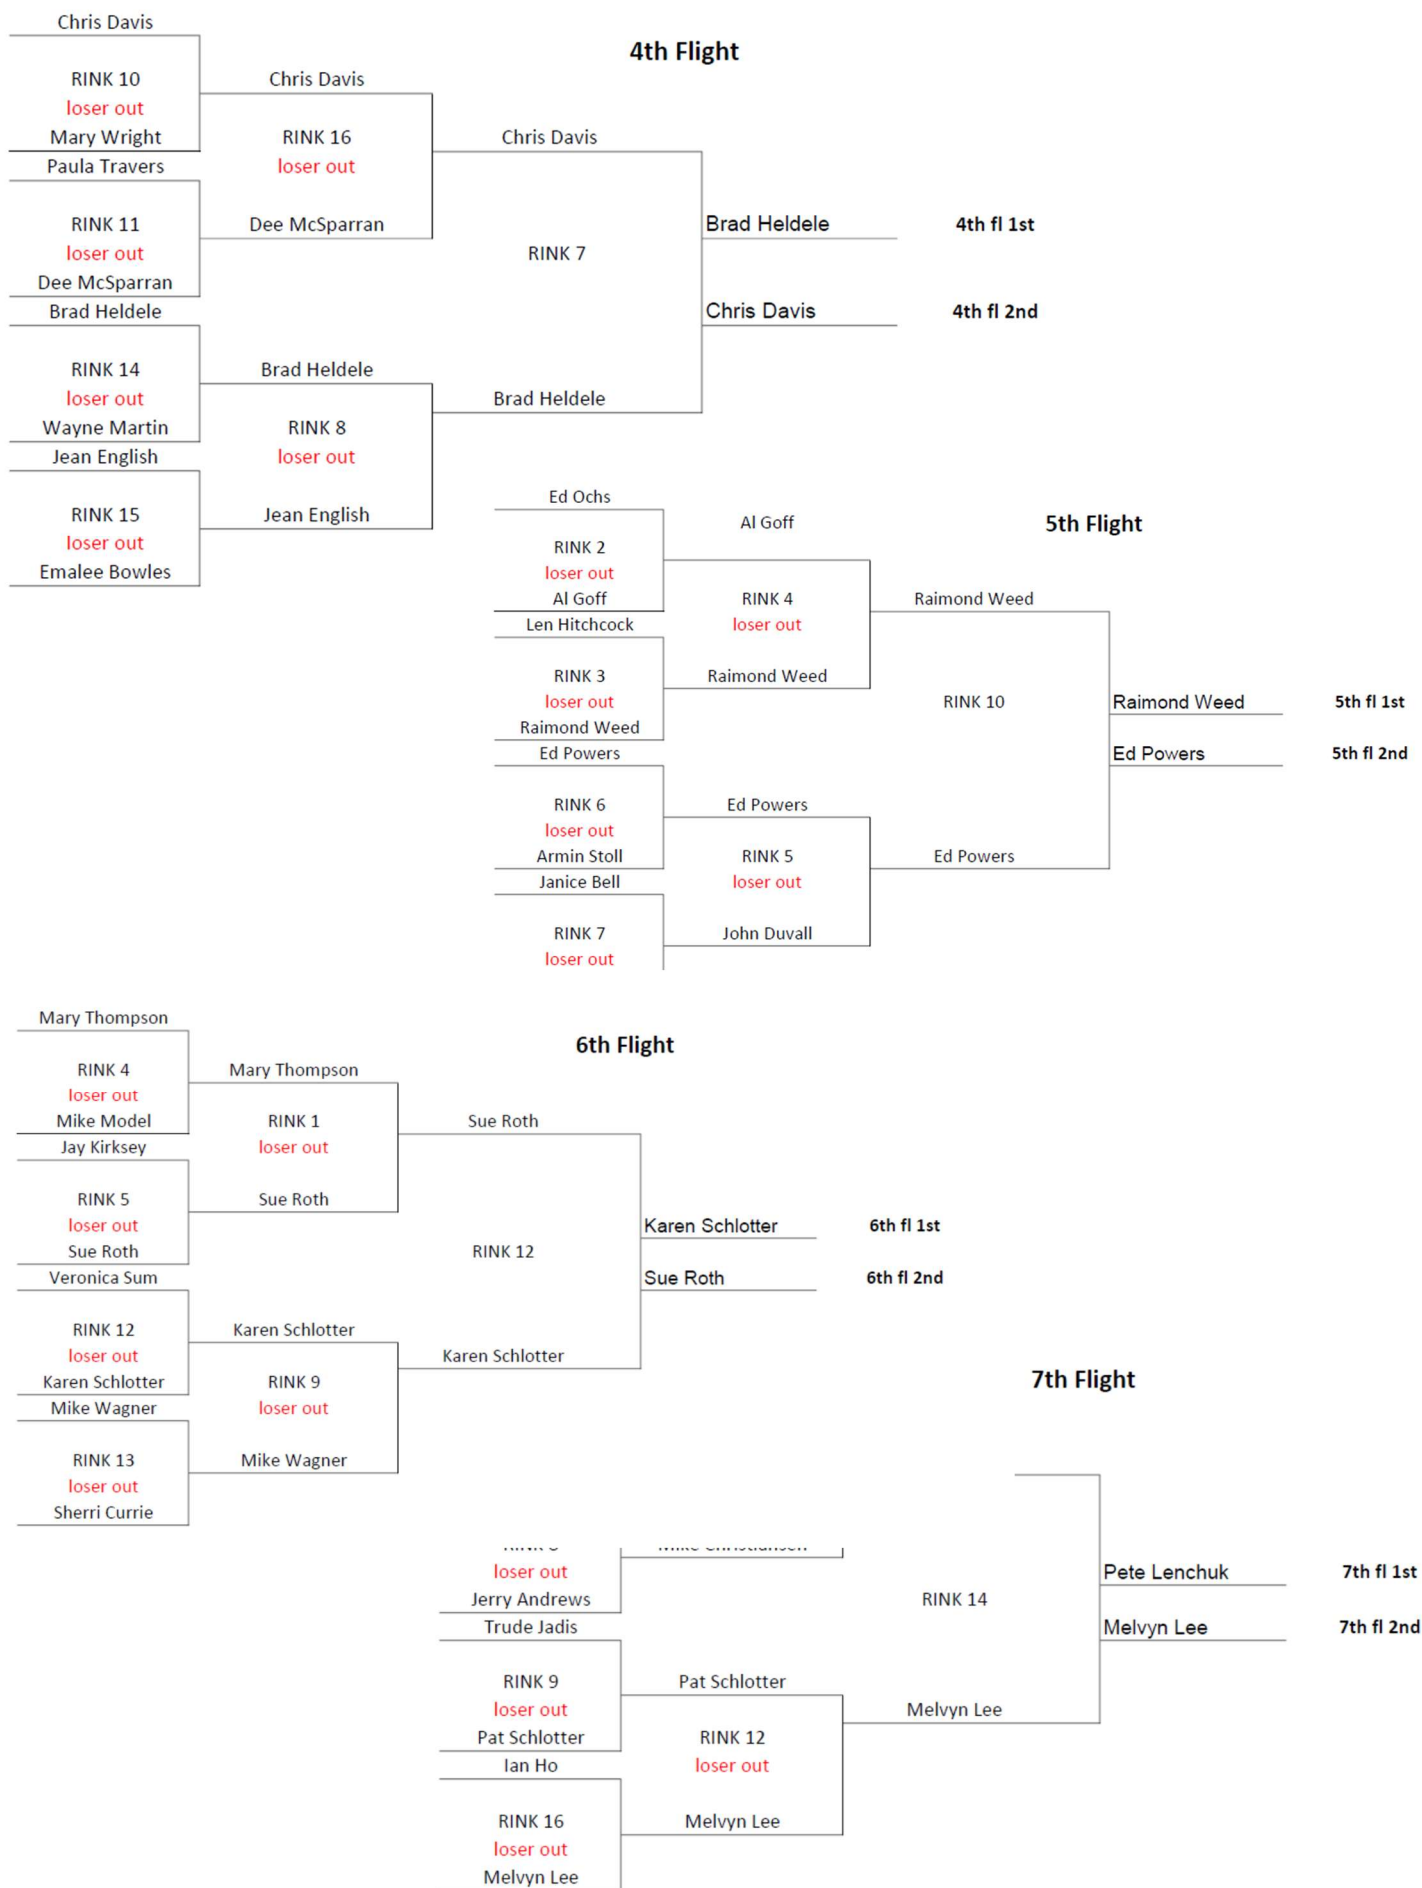 Chris Davis
4th Flight
RINK 10
Chris Davis
loser out
Mary Wright
RINK 16
Chris Davis
Paula Travers
loser out
RINK 11
Dee McSparran
Brad Heldele
4th fl 1st
loser out
RINK 7
Dee McSparran
Brad Heldele
Chris Davis
4th fl 2nd
RINK 14
Brad Heldele
loser out
Brad Heldele
Wayne Martin
RINK 8
Jean English
loser out
Ed Ochs
RINK 15
Jean English
Al Goff
5th Flight
loser out
RINK 2
Emalee Bowles
loser out
Al Goff
RINK 4
Raimond Weed
Len Hitchcock
loser out
RINK 3
Raimond Weed
loser out
RINK 10
Raimond Weed
5th fl 1st
Raimond Weed
Ed Powers
Ed Powers
5th fl 2nd
RINK 6
Ed Powers
loser out
Armin Stoll
RINK 5
Ed Powers
Janice Bell
loser out
RINK 7
John Duvall
loser out
Mary Thompson
6th Flight
RINK 4
Mary Thompson
loser out
Mike Model
RINK 1
Sue Roth
Jay Kirksey
loser out
RINK 5
Sue Roth
loser out
Karen Schlotter
6th fl 1st
Sue Roth
RINK 12
Veronica Sum
Sue Roth
6th fl 2nd
RINK 12
Karen Schlotter
loser out
Karen Schlotter
Karen Schlotter
RINK 9
7th Flight
Mike Wagner
loser out
RINK 13
Mike Wagner
loser out
Sherri Currie
Mike Christiansen
loser out
Pete Lenchuk
7th fl 1st
Jerry Andrews
RINK 14
Trude Jadis
Melvyn Lee
7th fl 2nd
RINK 9
Pat Schlotter
loser out
Melvyn Lee
Pat Schlotter
RINK 12
Ian Ho
loser out
RINK 16
Melvyn Lee
loser out
Melvyn Lee